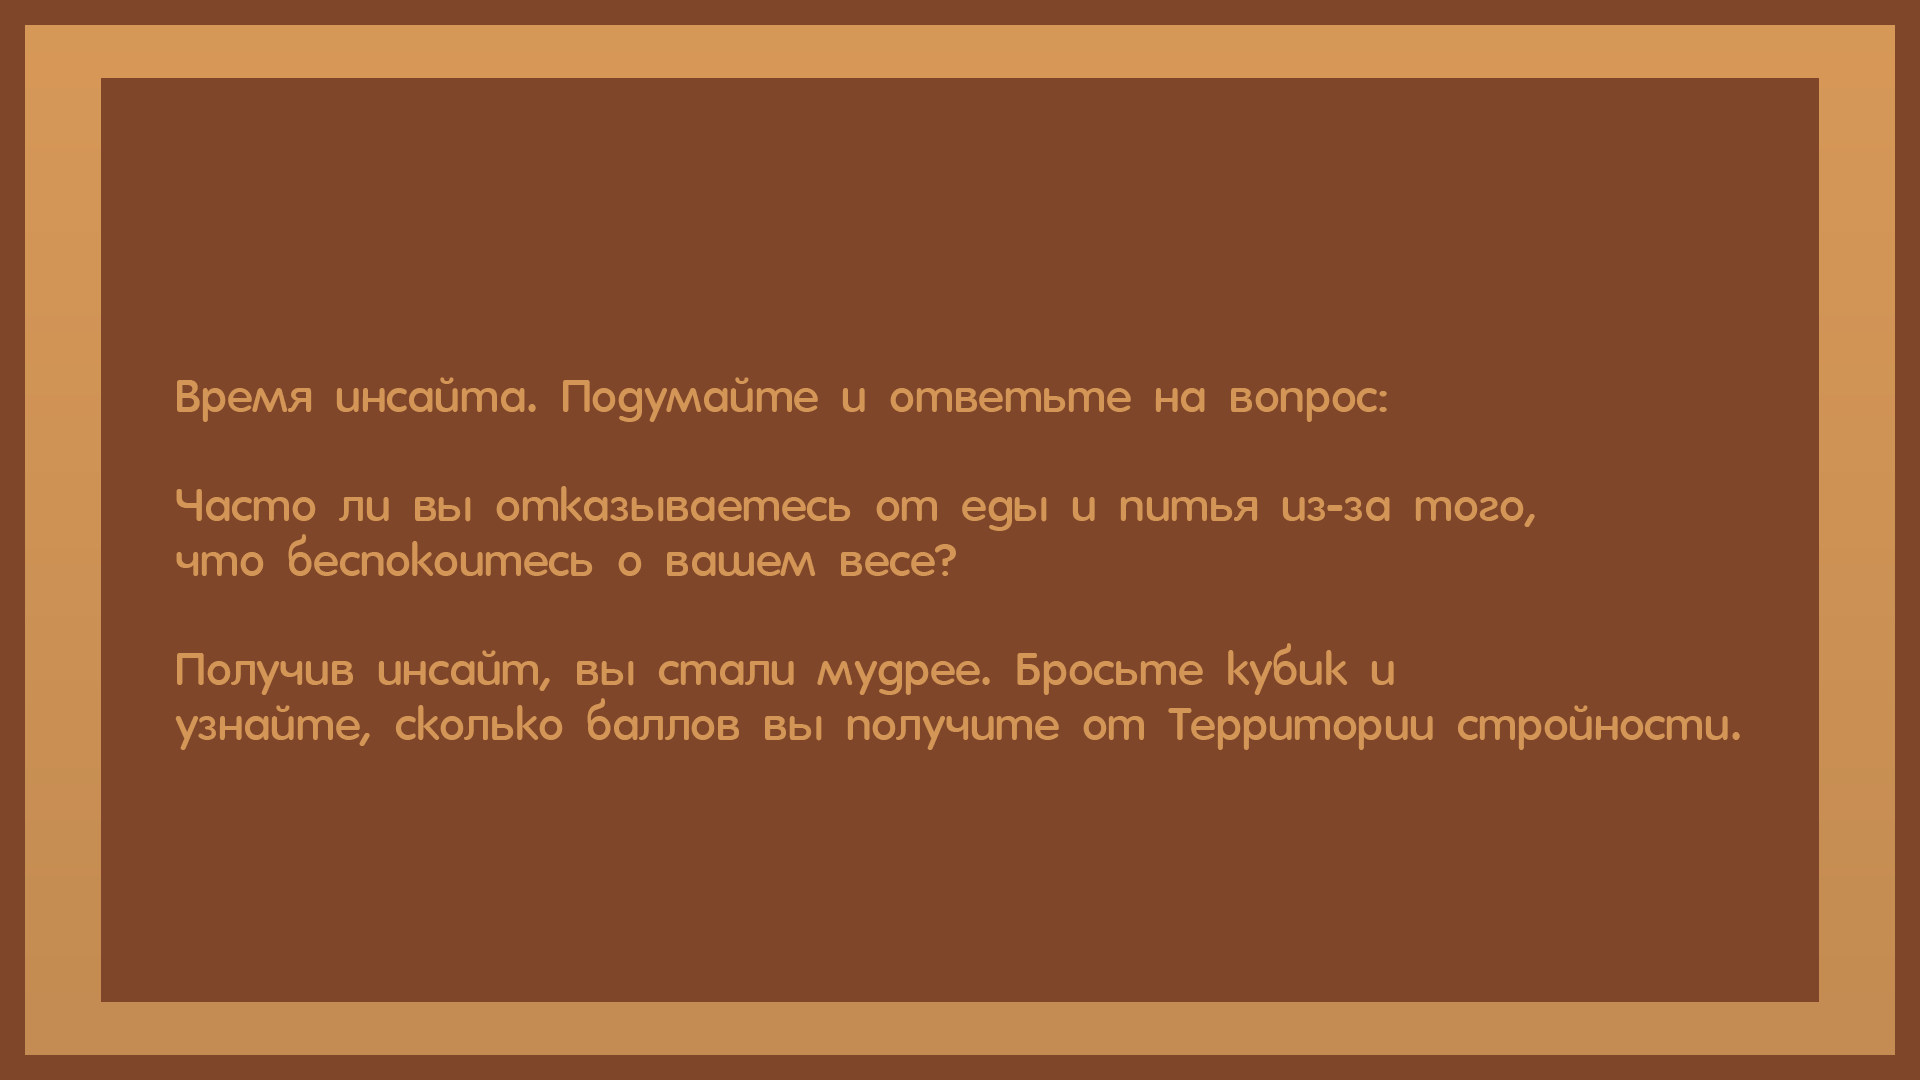 Время инсайта. Подумайте и ответьте на вопрос:
Часто ли вы отказываетесь от еды и питья из-за того,
что беспокоитесь о вашем весе?
Получив инсайт, вы стали мудрее. Бросьте кубик и
узнайте, сколько баллов вы получите от Территории стройности.